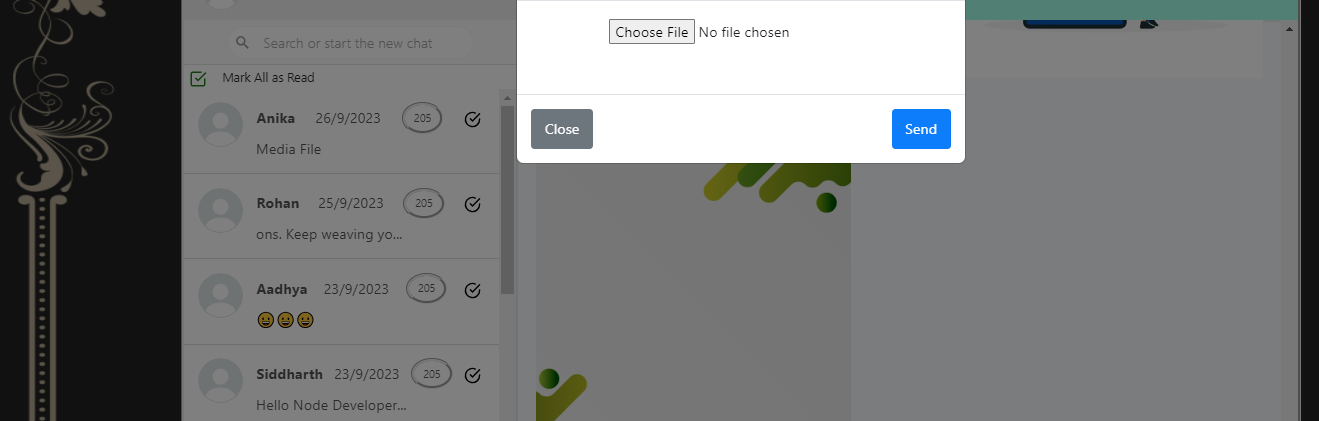 Choose File No file chosen
Search or start the new chat
Mark All as Read
Close
Send
Anika 26/9/2023 205
Media File
Rohan 25/9/2023 205
ons. Keep weaving yo...
Aadhya 23/9/2023 205
😀😀😀
Siddharth 23/9/2023 205
Hello Node Developer...